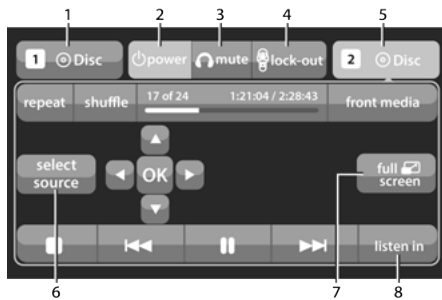 1 2 3 4 5
1 Disc power mute lock-out 2 Disc
repeat shuffle 17 of 24 1:21:04 / 2:28:43 front media
select
source
OK
full
screen
listen in
6 7 8